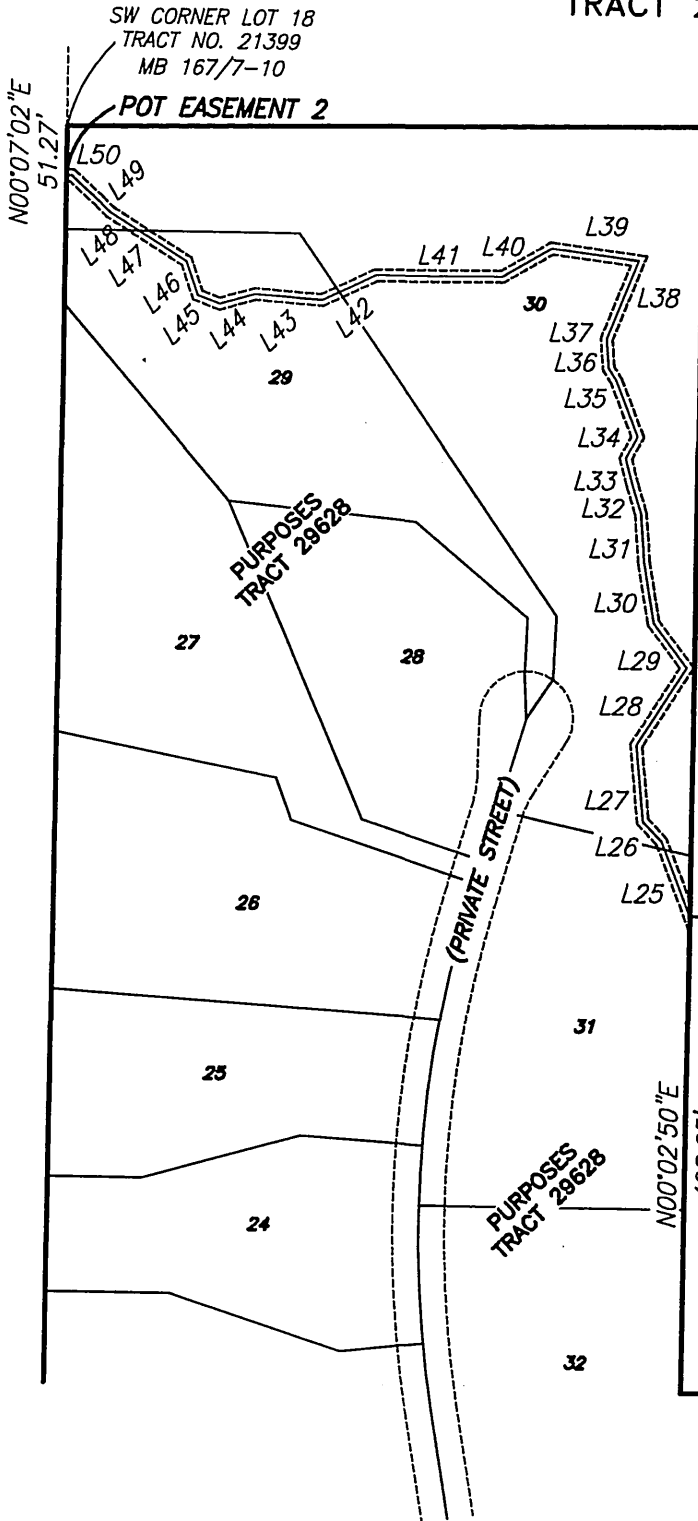 TRACT 2
SW CORNER LOT 18
TRACT NO. 21399
MB 167/7-10
POT EASEMENT 2
N00°07'02"E
51.27'
L50
L49
L48
L47
L46
L45
L44
L43
L42
L41
L40
L39
L38
L37
L36
L35
L34
L33
L32
L31
L30
L29
L28
L27
L26
L25
30
29
PURPOSES
TRACT 29628
27
28
(PRIVATE STREET)
26
31
25
N00°02'50"E
PURPOSES
TRACT 29628
24
32